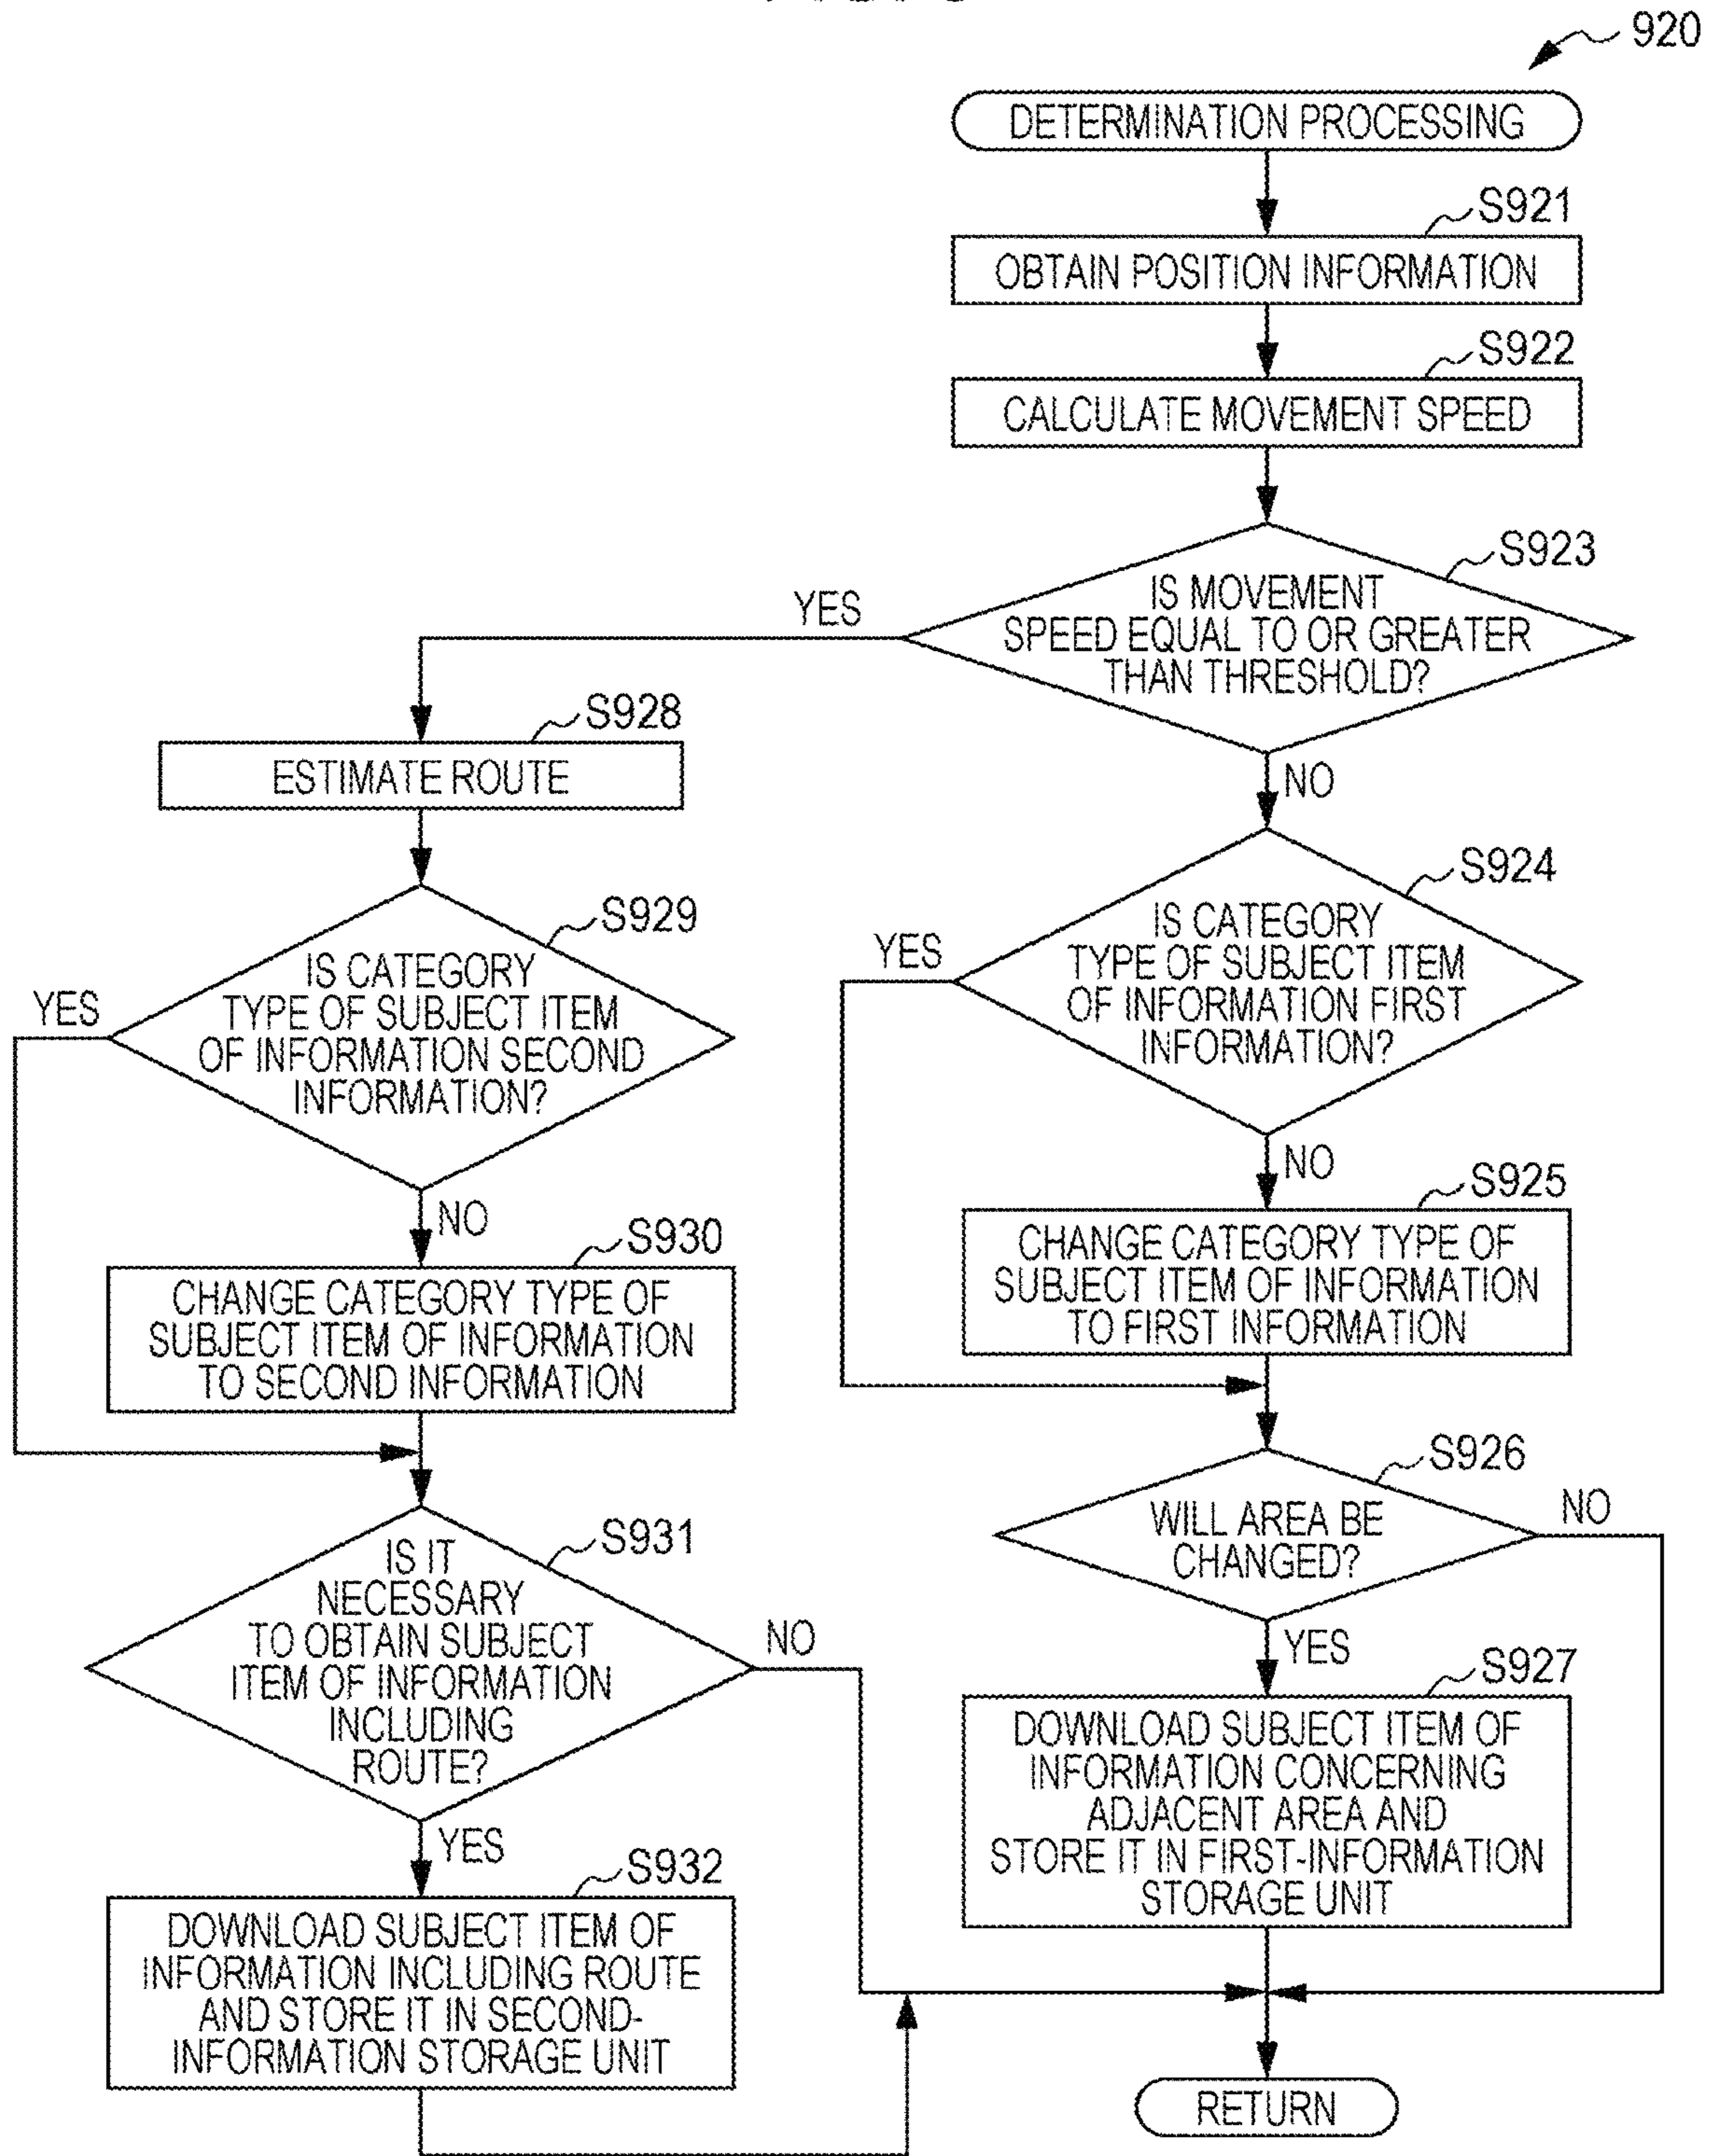 920
DETERMINATION PROCESSING
S921
OBTAIN POSITION INFORMATION
S922
CALCULATE MOVEMENT SPEED
S923
IS MOVEMENT
SPEED EQUAL TO OR GREATER
THAN THRESHOLD?
YES
NO
S928
ESTIMATE ROUTE
S929
IS CATEGORY
TYPE OF SUBJECT ITEM
OF INFORMATION SECOND
INFORMATION?
YES
NO
S930
CHANGE CATEGORY TYPE OF
SUBJECT ITEM OF INFORMATION
TO SECOND INFORMATION
S931
IS IT
NECESSARY
TO OBTAIN SUBJECT
ITEM OF INFORMATION
INCLUDING
ROUTE?
NO
YES
S932
DOWNLOAD SUBJECT ITEM OF
INFORMATION INCLUDING ROUTE
AND STORE IT IN SECOND-
INFORMATION STORAGE UNIT
S924
IS CATEGORY
TYPE OF SUBJECT ITEM
OF INFORMATION FIRST
INFORMATION?
YES
NO
S925
CHANGE CATEGORY TYPE OF
SUBJECT ITEM OF INFORMATION
TO FIRST INFORMATION
S926
WILL AREA BE
CHANGED?
NO
YES
S927
DOWNLOAD SUBJECT ITEM OF
INFORMATION CONCERNING
ADJACENT AREA AND
STORE IT IN FIRST-INFORMATION
STORAGE UNIT
RETURN